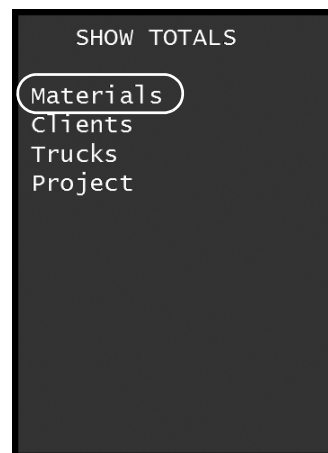 SHOW TOTALS
Materials
Clients
Trucks
Project